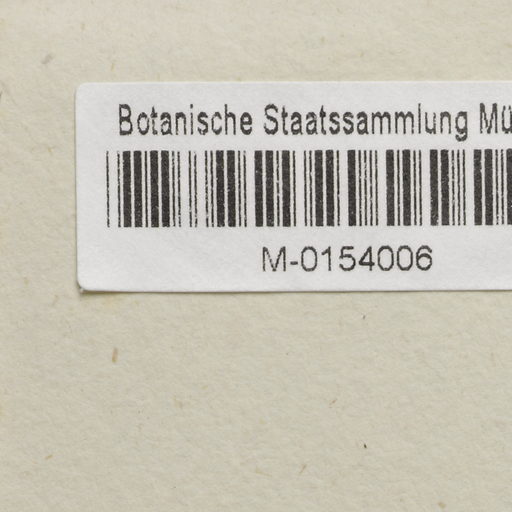 Botanische Staatssammlung Mü
M-0154006